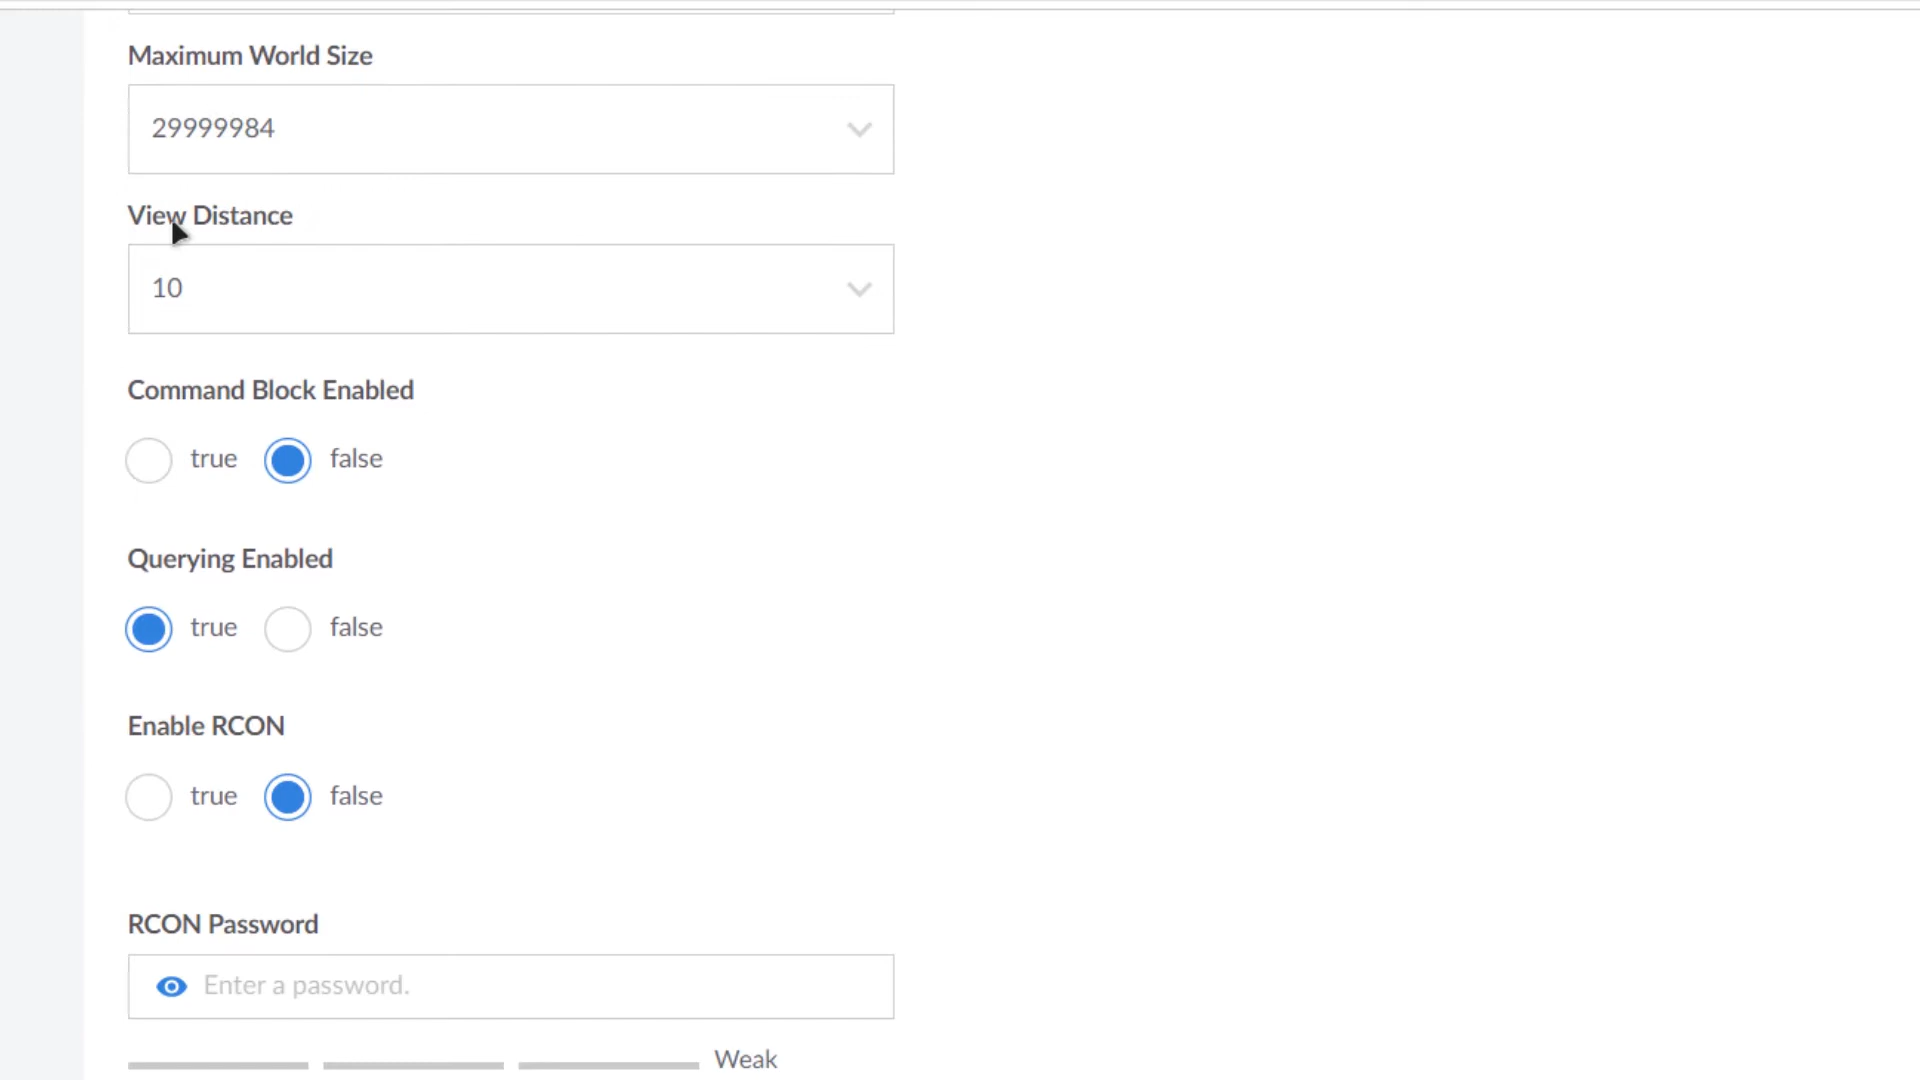 Maximum World Size
29999984
View Distance
10
Command Block Enabled
true false
Querying Enabled
true false
Enable RCON
true false
RCON Password
Enter a password.
Weak